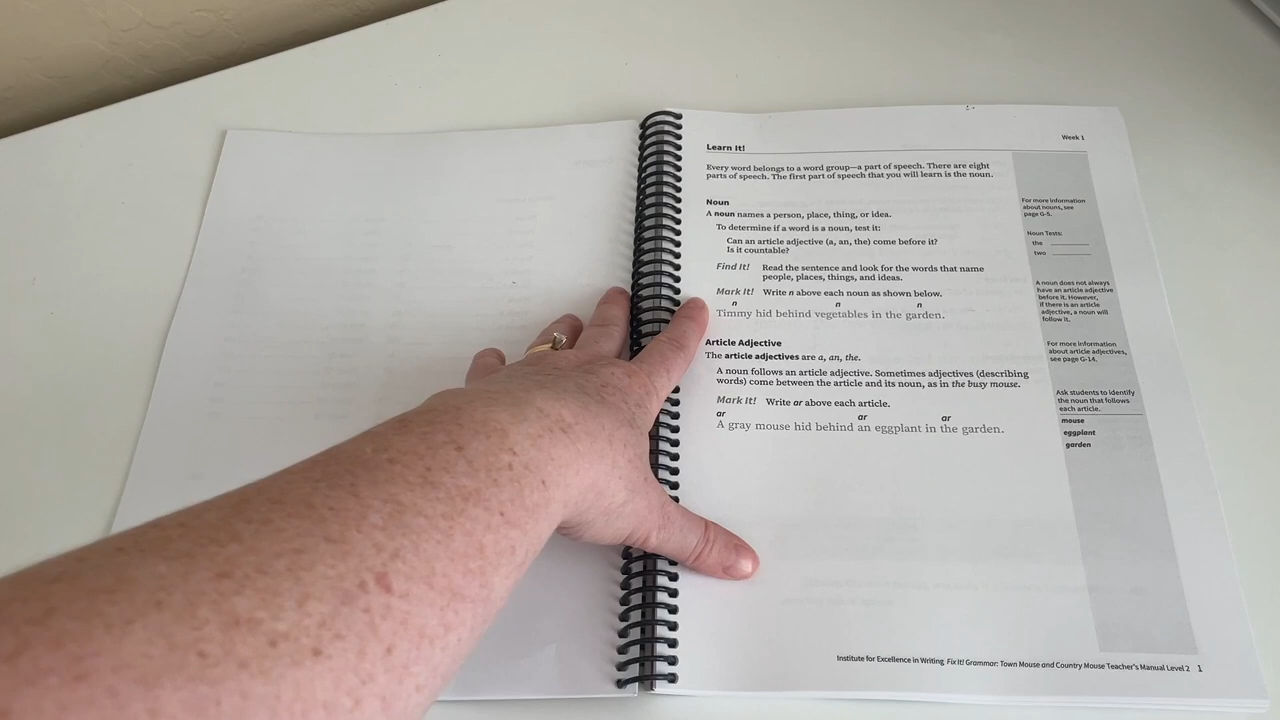 Week 1
Learn It!
Every word belongs to a word group—a part of speech. There are eight
parts of speech. The first part of speech that you will learn is the noun.
Noun
A noun names a person, place, thing, or idea.
To determine if a word is a noun, test it:
Can an article adjective (a, an, the) come before it?
Is it countable?
Find It! Read the sentence and look for the words that name
people, places, things, and ideas.
Mark It! Write n above each noun as shown below.
n n n
Timmy hid behind vegetables in the garden.
Article Adjective
The article adjectives are a, an, the.
A noun follows an article adjective. Sometimes adjectives (describing
words) come between the article and its noun, as in the busy mouse.
Mark It! Write ar above each article.
ar ar ar
A gray mouse hid behind an eggplant in the garden.
For more information
about nouns, see
page G-5.
Noun Tests:
the
two
A noun does not always
have an article adjective
before it. However,
if there is an article
adjective, a noun will
follow it.
For more information
about article adjectives,
see page G-14.
Ask students to identify
the noun that follows
each article.
mouse
eggplant
garden
Institute for Excellence in Writing Fix It! Grammar: Town Mouse and Country Mouse Teacher's Manual Level 2 1